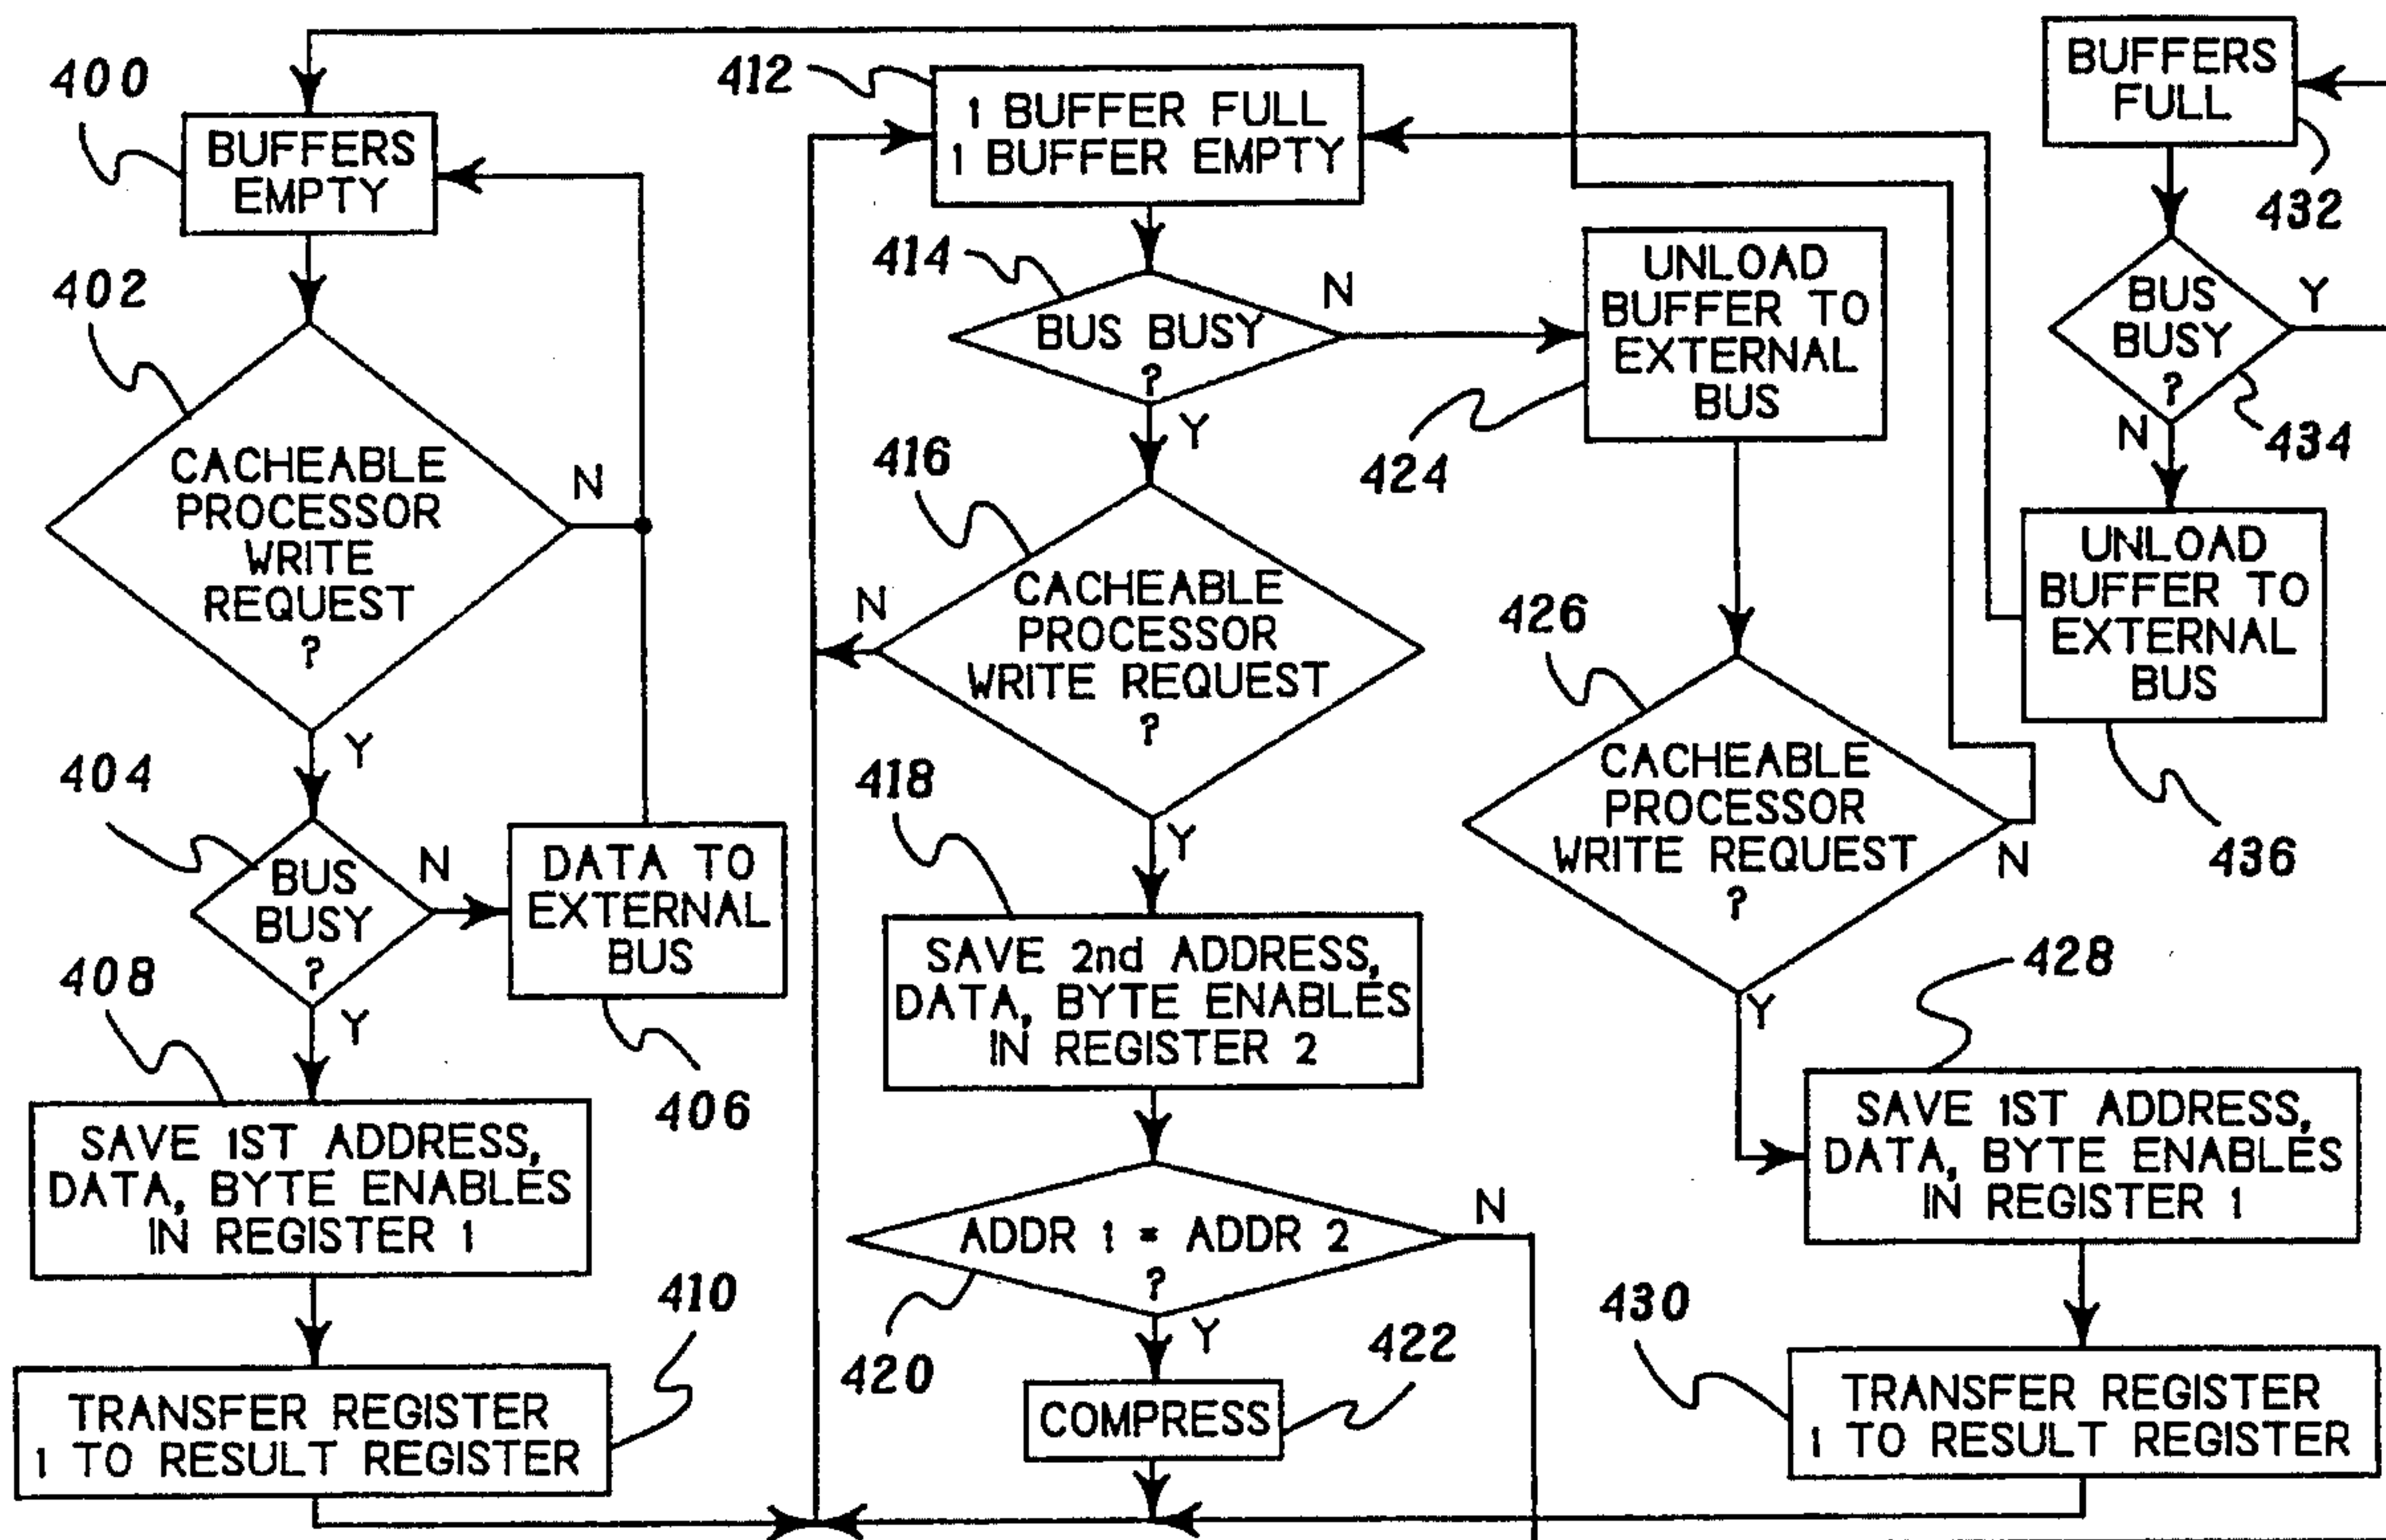 400
BUFFERS
EMPTY
402
CACHEABLE
PROCESSOR
WRITE
REQUEST
?
N
Y
404
BUS
BUSY
?
N
Y
DATA TO
EXTERNAL
BUS
406
408
SAVE 1ST ADDRESS,
DATA, BYTE ENABLES
IN REGISTER 1
410
TRANSFER REGISTER
1 TO RESULT REGISTER
412
1 BUFFER FULL
1 BUFFER EMPTY
414
BUS BUSY
?
N
Y
416
CACHEABLE
PROCESSOR
WRITE REQUEST
?
N
Y
418
SAVE 2nd ADDRESS,
DATA, BYTE ENABLES
IN REGISTER 2
ADDR 1 = ADDR 2
?
N
Y
420
COMPRESS
422
UNLOAD
BUFFER TO
EXTERNAL
BUS
424
426
CACHEABLE
PROCESSOR
WRITE REQUEST
?
N
Y
428
SAVE 1ST ADDRESS,
DATA, BYTE ENABLES
IN REGISTER 1
430
TRANSFER REGISTER
1 TO RESULT REGISTER
BUFFERS
FULL
432
BUS
BUSY
?
Y
N
434
UNLOAD
BUFFER TO
EXTERNAL
BUS
436